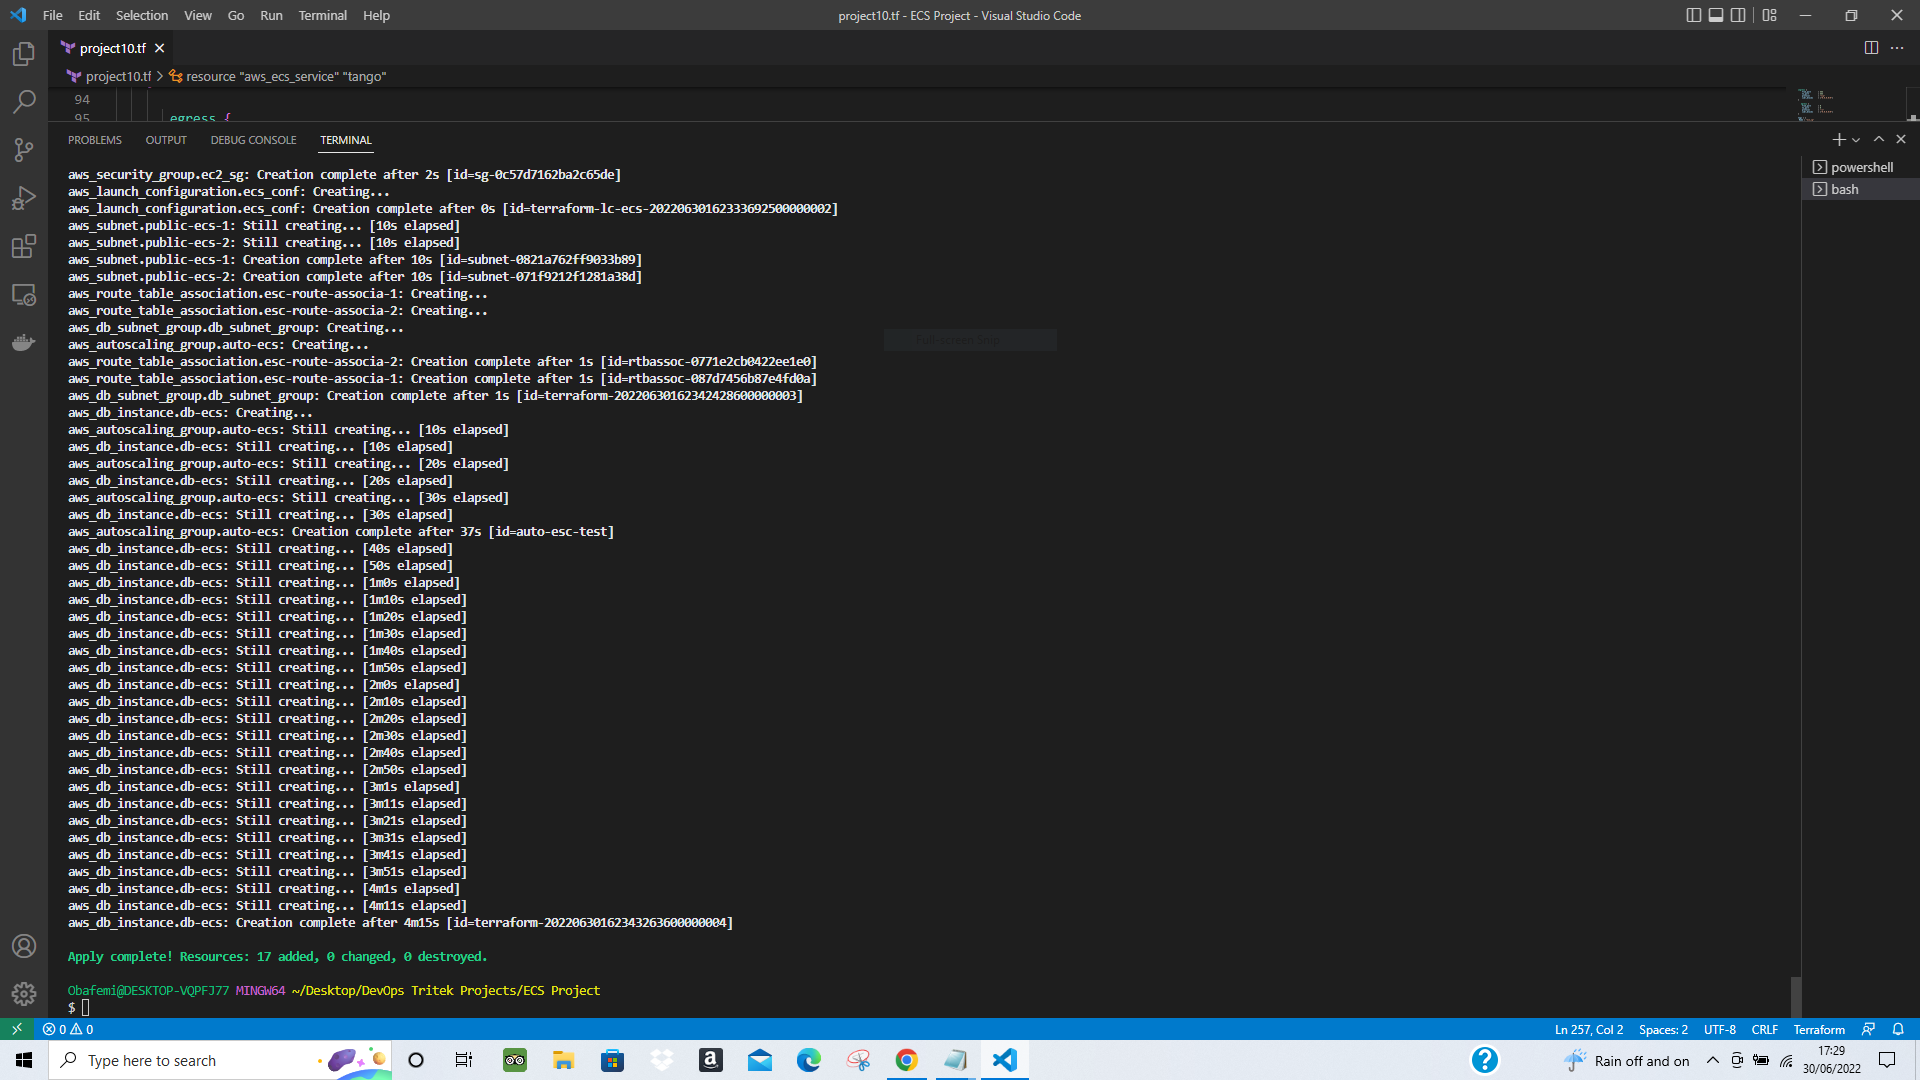 File Edit Selection View Go Run Terminal Help
project10.tf - ECS Project - Visual Studio Code
project10.tf
project10.tf > resource "aws_ecs_service" "tango"
94
95 egress {
PROBLEMS OUTPUT DEBUG CONSOLE TERMINAL
powershell
bash
aws_security_group.ec2_sg: Creation complete after 2s [id=sg-0c57d7162ba2c65de]
aws_launch_configuration.ecs_conf: Creating...
aws_launch_configuration.ecs_conf: Creation complete after 0s [id=terraform-lc-ecs-20220630162333692500000002]
aws_subnet.public-ecs-1: Still creating... [10s elapsed]
aws_subnet.public-ecs-2: Still creating... [10s elapsed]
aws_subnet.public-ecs-1: Creation complete after 10s [id=subnet-0821a762ff9033b89]
aws_subnet.public-ecs-2: Creation complete after 10s [id=subnet-071f9212f1281a38d]
aws_route_table_association.esc-route-associa-1: Creating...
aws_route_table_association.esc-route-associa-2: Creating...
aws_db_subnet_group.db_subnet_group: Creating...
aws_autoscaling_group.auto-ecs: Creating...
aws_route_table_association.esc-route-associa-2: Creation complete after 1s [id=rtbassoc-0771e2cb0422ee1e0]
aws_route_table_association.esc-route-associa-1: Creation complete after 1s [id=rtbassoc-087d7456b87e4fd0a]
aws_db_subnet_group.db_subnet_group: Creation complete after 1s [id=terraform-20220630162342428600000003]
aws_db_instance.db-ecs: Creating...
aws_autoscaling_group.auto-ecs: Still creating... [10s elapsed]
aws_db_instance.db-ecs: Still creating... [10s elapsed]
aws_autoscaling_group.auto-ecs: Still creating... [20s elapsed]
aws_db_instance.db-ecs: Still creating... [20s elapsed]
aws_autoscaling_group.auto-ecs: Still creating... [30s elapsed]
aws_db_instance.db-ecs: Still creating... [30s elapsed]
aws_autoscaling_group.auto-ecs: Creation complete after 37s [id=auto-esc-test]
aws_db_instance.db-ecs: Still creating... [40s elapsed]
aws_db_instance.db-ecs: Still creating... [50s elapsed]
aws_db_instance.db-ecs: Still creating... [1m0s elapsed]
aws_db_instance.db-ecs: Still creating... [1m10s elapsed]
aws_db_instance.db-ecs: Still creating... [1m20s elapsed]
aws_db_instance.db-ecs: Still creating... [1m30s elapsed]
aws_db_instance.db-ecs: Still creating... [1m40s elapsed]
aws_db_instance.db-ecs: Still creating... [1m50s elapsed]
aws_db_instance.db-ecs: Still creating... [2m0s elapsed]
aws_db_instance.db-ecs: Still creating... [2m10s elapsed]
aws_db_instance.db-ecs: Still creating... [2m20s elapsed]
aws_db_instance.db-ecs: Still creating... [2m30s elapsed]
aws_db_instance.db-ecs: Still creating... [2m40s elapsed]
aws_db_instance.db-ecs: Still creating... [2m50s elapsed]
aws_db_instance.db-ecs: Still creating... [3m1s elapsed]
aws_db_instance.db-ecs: Still creating... [3m11s elapsed]
aws_db_instance.db-ecs: Still creating... [3m21s elapsed]
aws_db_instance.db-ecs: Still creating... [3m31s elapsed]
aws_db_instance.db-ecs: Still creating... [3m41s elapsed]
aws_db_instance.db-ecs: Still creating... [3m51s elapsed]
aws_db_instance.db-ecs: Still creating... [4m1s elapsed]
aws_db_instance.db-ecs: Still creating... [4m11s elapsed]
aws_db_instance.db-ecs: Creation complete after 4m15s [id=terraform-20220630162343263600000004]
Apply complete! Resources: 17 added, 0 changed, 0 destroyed.
Obafemi@DESKTOP-VQPFJ77 MINGW64 ~/Desktop/DevOps Tritek Projects/ECS Project
$
0 0
Ln 257, Col 2 Spaces: 2 UTF-8 CRLF Terraform
Type here to search
Rain off and on
17:29
30/06/2022